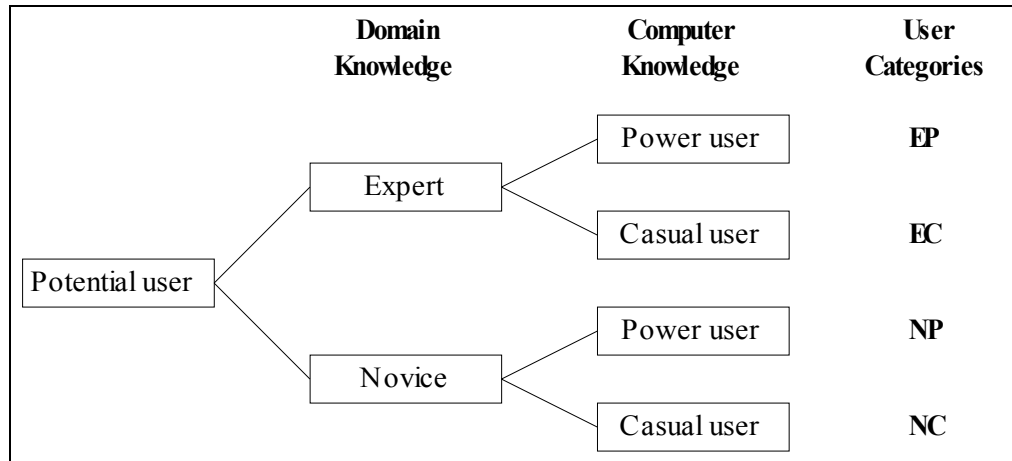 Domain Knowledge
Computer Knowledge
User Categories
Power user
EP
Expert
Casual user
EC
Potential user
Power user
NP
Novice
Casual user
NC